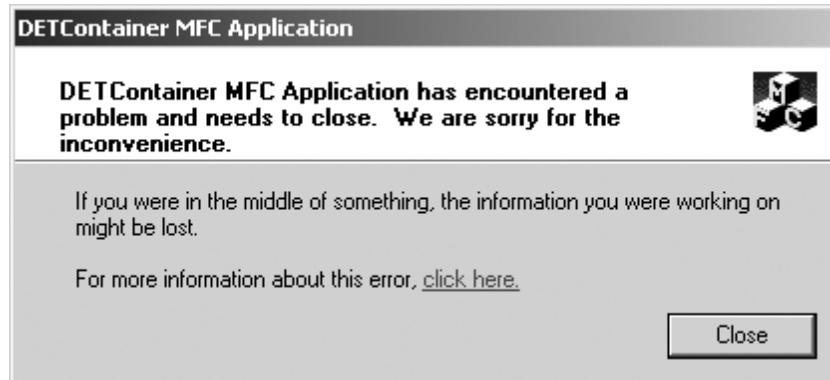 DETContainer MFC Application
DETContainer MFC Application has encountered a
problem and needs to close.  We are sorry for the
inconvenience.
M
F C
If you were in the middle of something, the information you were working on
might be lost.
For more information about this error, click here.
Close